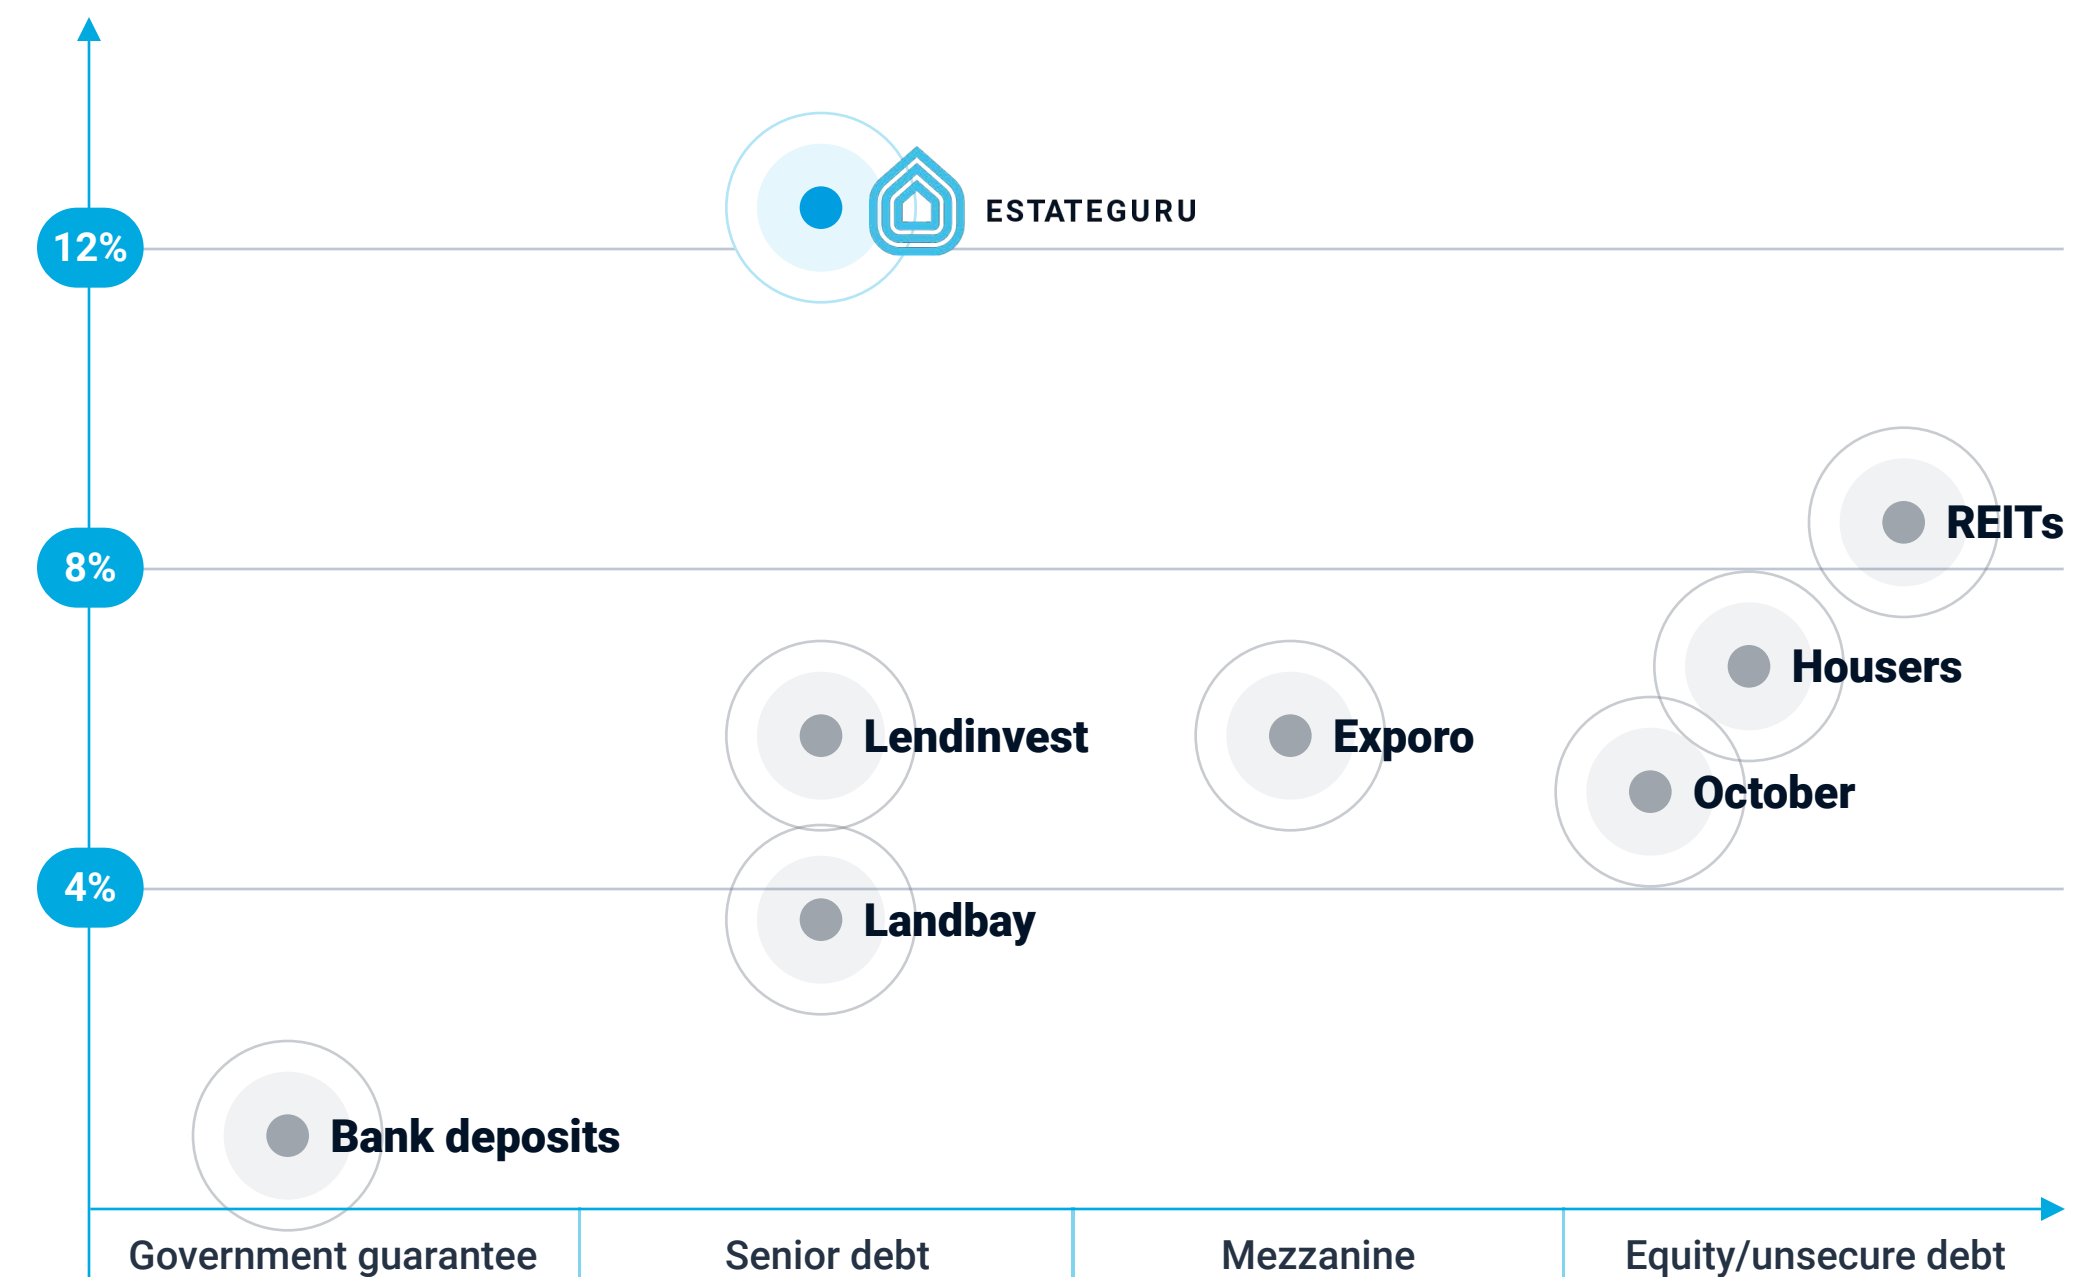 ESTATEGURU
12%
REITs
8%
Housers
Lendinvest
Exporo
October
4%
Landbay
Bank deposits
Government guarantee
Senior debt
Mezzanine
Equity/unsecure debt